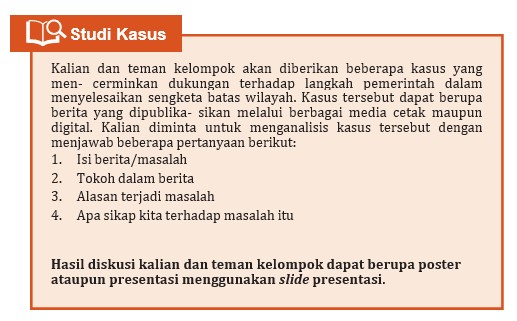 Studi Kasus
Kalian dan teman kelompok akan diberikan beberapa kasus yang
men- cerminkan dukungan terhadap langkah pemerintah dalam
menyelesaikan sengketa batas wilayah. Kasus tersebut dapat berupa
berita yang dipublika- sikan melalui berbagai media cetak maupun
digital. Kalian diminta untuk menganalisis kasus tersebut dengan
menjawab beberapa pertanyaan berikut:
1. Isi berita/masalah
2. Tokoh dalam berita
3. Alasan terjadi masalah
4. Apa sikap kita terhadap masalah itu
Hasil diskusi kalian dan teman kelompok dapat berupa poster
ataupun presentasi menggunakan slide presentasi.